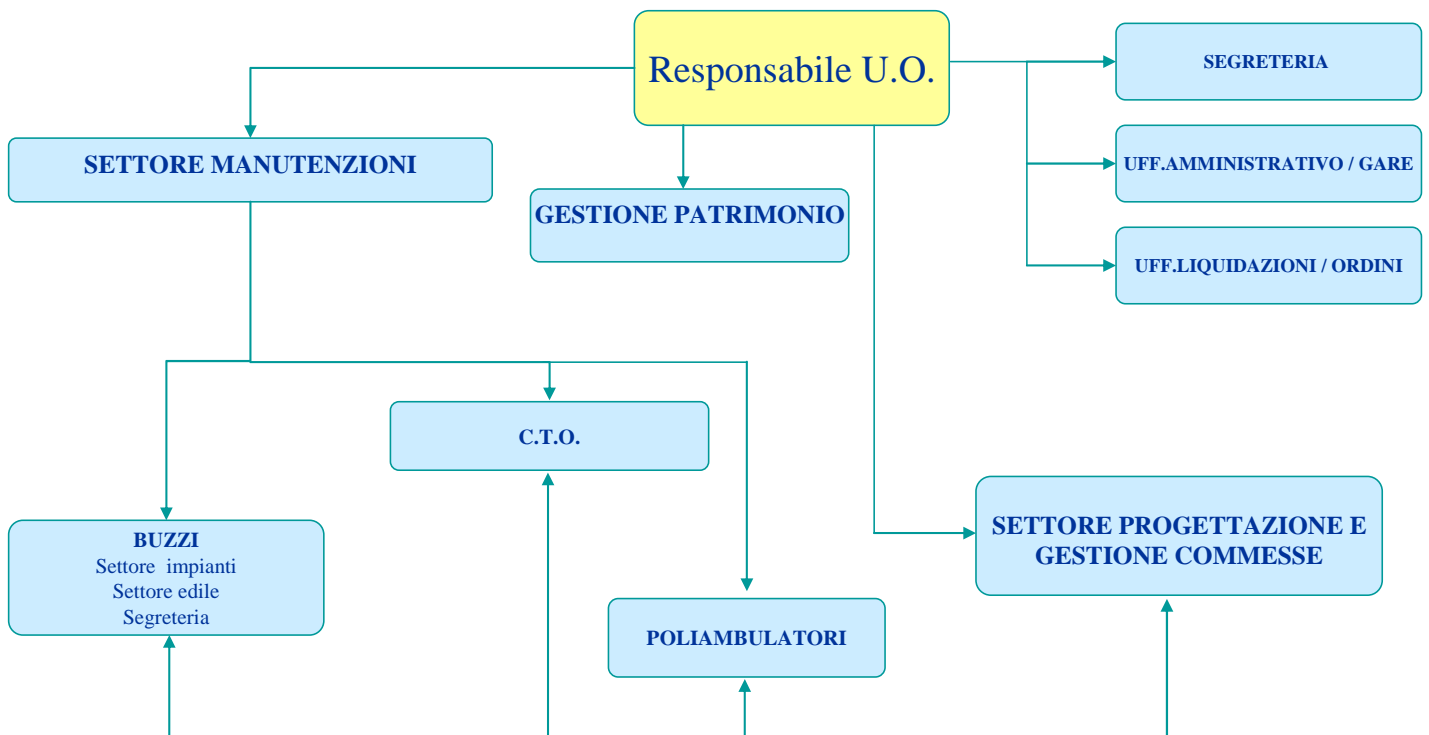 Responsabile U.O.
SEGRETERIA
SETTORE MANUTENZIONI
UFF.AMMINISTRATIVO / GARE
GESTIONE PATRIMONIO
UFF.LIQUIDAZIONI / ORDINI
C.T.O.
BUZZI
Settore impianti
Settore edile
Segreteria
SETTORE PROGETTAZIONE E
GESTIONE COMMESSE
POLIAMBULATORI